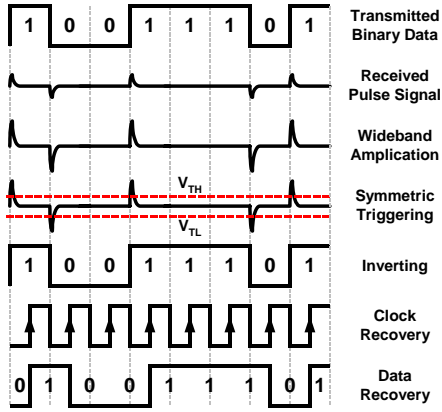 1 0 0 1 1 1 0 1
Transmitted
Binary Data
Received
Pulse Signal
Wideband
Amplication
V_TH
V_TL
Symmetric
Triggering
1 0 0 1 1 1 0 1
Inverting
Clock
Recovery
0 1 0 0 1 1 1 0 1
Data
Recovery